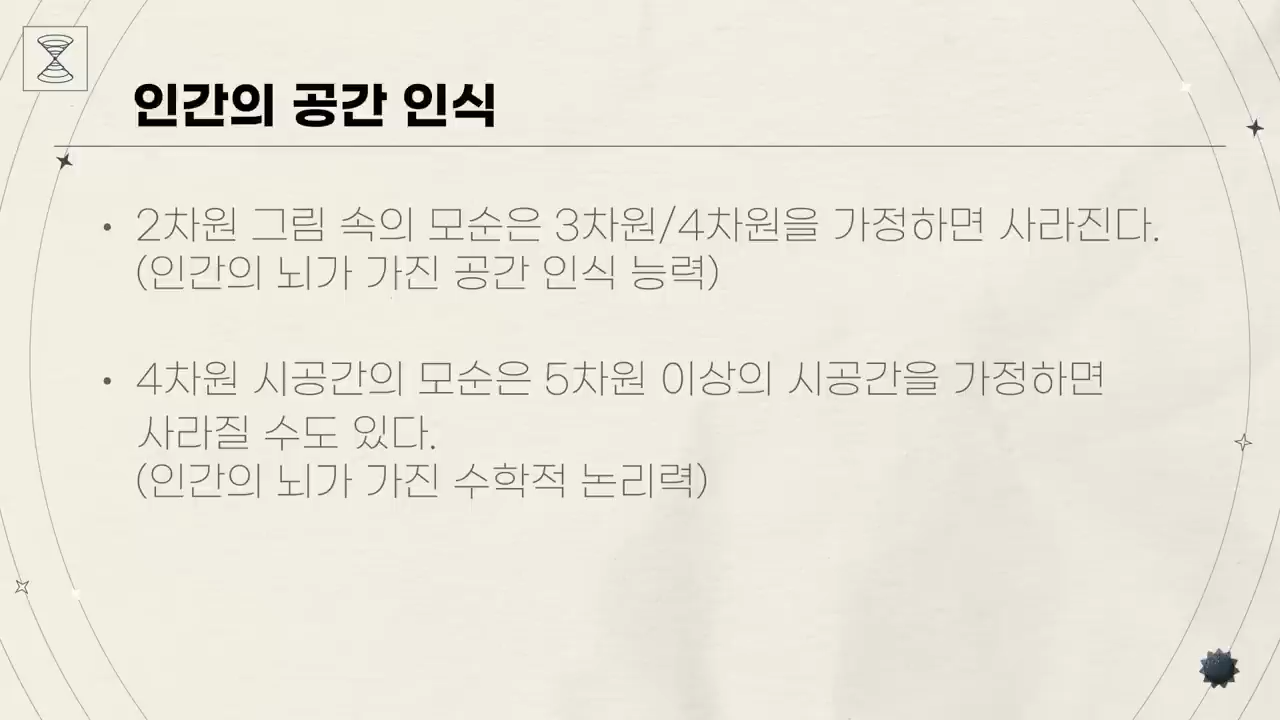 인간의 공간 인식
• 2차원 그림 속의 모순은 3차원/4차원을 가정하면 사라진다.
(인간의 뇌가 가진 공간 인식 능력)
• 4차원 시공간의 모순은 5차원 이상의 시공간을 가정하면
사라질 수도 있다.
(인간의 뇌가 가진 수학적 논리력)